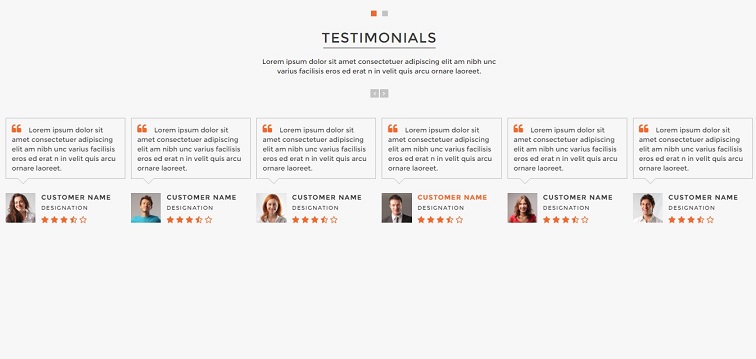 TESTIMONIALS
Lorem ipsum dolor sit amet consectetuer adipiscing elit am nibh unc
varius facilisis eros ed erat n in velit quis arcu ornare laoreet.
Lorem ipsum dolor sit
amet consectetuer adipiscing
elit am nibh unc varius facilisis
eros ed erat n in velit quis arcu
ornare laoreet.
CUSTOMER NAME
DESIGNATION
Lorem ipsum dolor sit
amet consectetuer adipiscing
elit am nibh unc varius facilisis
eros ed erat n in velit quis arcu
ornare laoreet.
CUSTOMER NAME
DESIGNATION
Lorem ipsum dolor sit
amet consectetuer adipiscing
elit am nibh unc varius facilisis
eros ed erat n in velit quis arcu
ornare laoreet.
CUSTOMER NAME
DESIGNATION
Lorem ipsum dolor sit
amet consectetuer adipiscing
elit am nibh unc varius facilisis
eros ed erat n in velit quis arcu
ornare laoreet.
CUSTOMER NAME
DESIGNATION
Lorem ipsum dolor sit
amet consectetuer adipiscing
elit am nibh unc varius facilisis
eros ed erat n in velit quis arcu
ornare laoreet.
CUSTOMER NAME
DESIGNATION
Lorem ipsum dolor sit
amet consectetuer adipiscing
elit am nibh unc varius facilisis
eros ed erat n in velit quis arcu
ornare laoreet.
CUSTOMER NAME
DESIGNATION